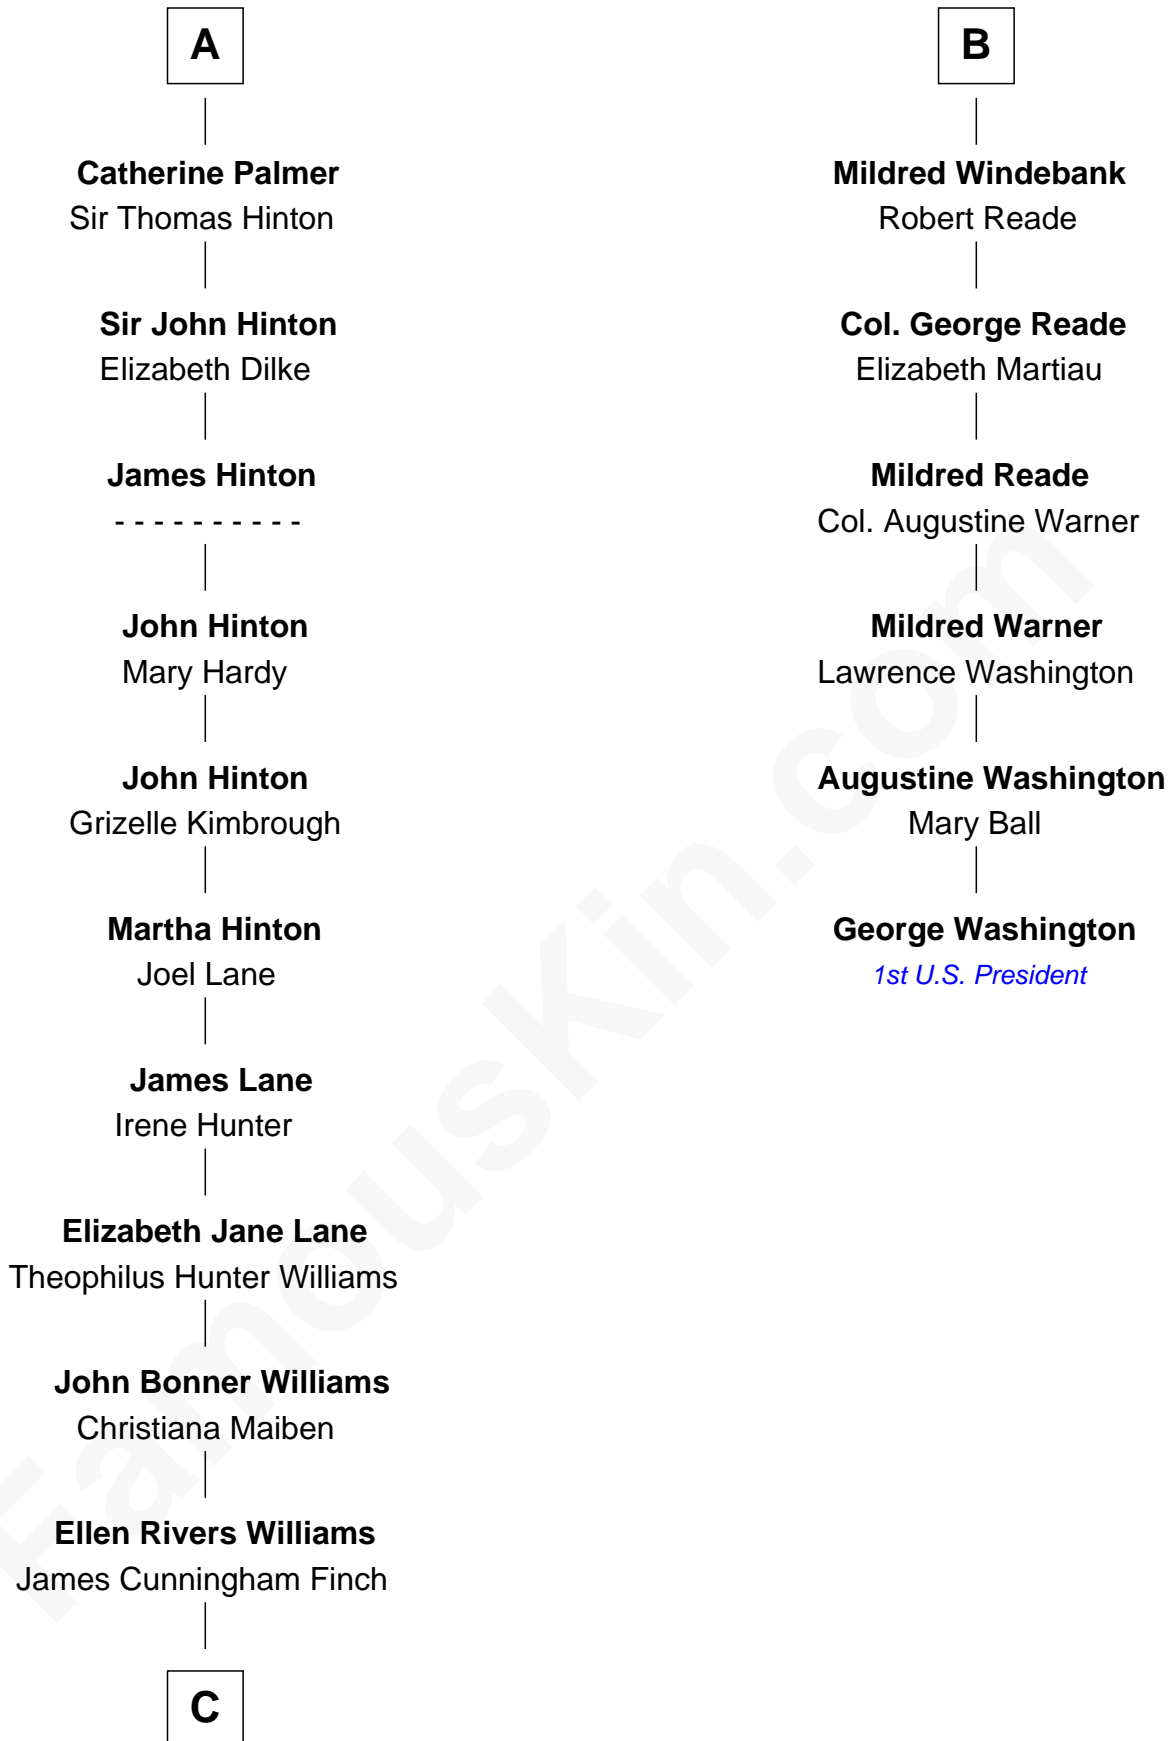 A
Catherine Palmer
Sir Thomas Hinton
Sir John Hinton
Elizabeth Dilke
James Hinton
- - - - - - - - - -
John Hinton
Mary Hardy
John Hinton
Grizelle Kimbrough
Martha Hinton
Joel Lane
James Lane
Irene Hunter
Elizabeth Jane Lane
Theophilus Hunter Williams
John Bonner Williams
Christiana Maiben
Ellen Rivers Williams
James Cunningham Finch
C
B
Mildred Windebank
Robert Reade
Col. George Reade
Elizabeth Martiau
Mildred Reade
Col. Augustine Warner
Mildred Warner
Lawrence Washington
Augustine Washington
Mary Ball
George Washington
1st U.S. President
FamousKin.com